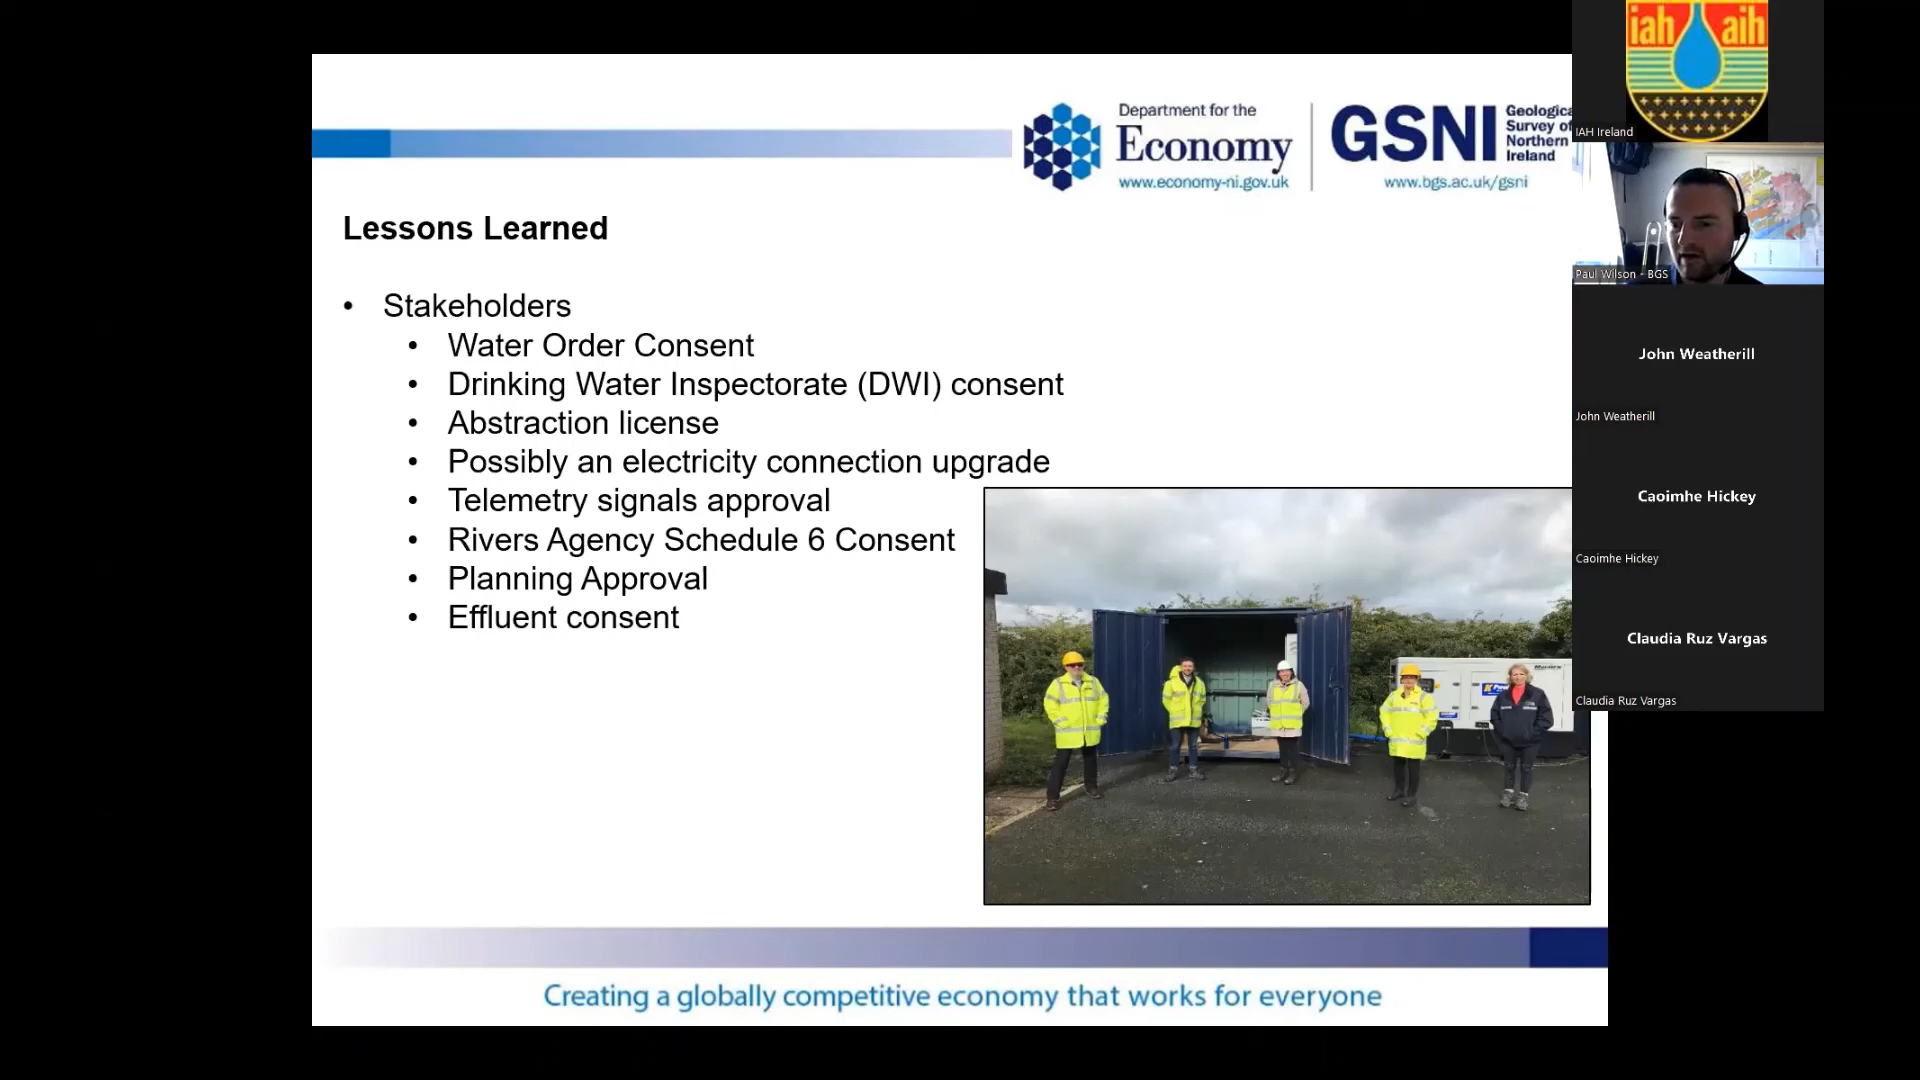 iah aih
IAH Ireland
Department for the
Economy
www.economy-ni.gov.uk
GSNI
Geologica
Survey of
Northern
Ireland
www.bgs.ac.uk/gsni
Paul Wilson - BGS
Lessons Learned
• Stakeholders
• Water Order Consent
• Drinking Water Inspectorate (DWI) consent
• Abstraction license
• Possibly an electricity connection upgrade
• Telemetry signals approval
• Rivers Agency Schedule 6 Consent
• Planning Approval
• Effluent consent
John Weatherill
John Weatherill
Caoimhe Hickey
Caoimhe Hickey
Claudia Ruz Vargas
Claudia Ruz Vargas
Creating a globally competitive economy that works for everyone